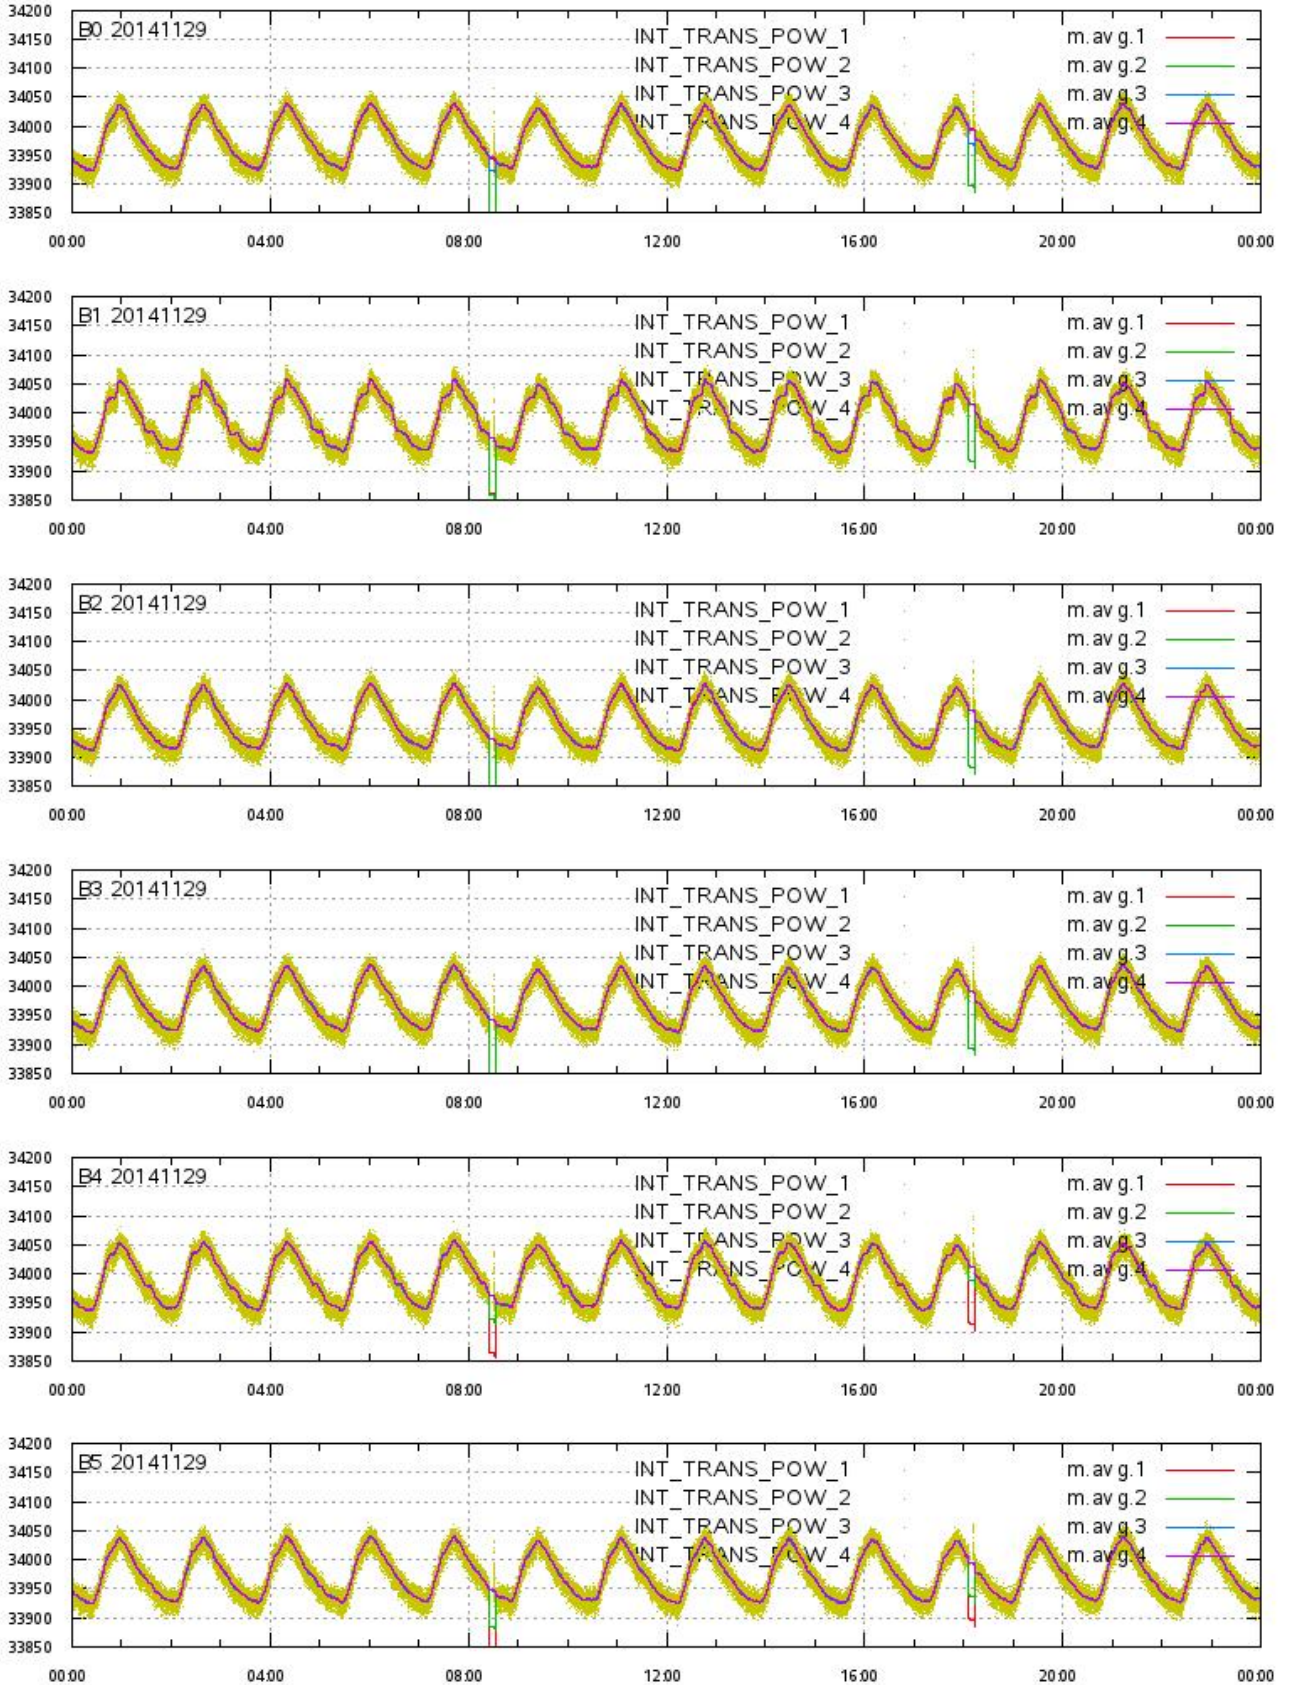 34200
B0 20141129 INT_TRANS_POW_1 m.avg.1
34150
INT_TRANS_POW_2 m.avg.2
34100
INT_TRANS_POW_3 m.avg.3
34050
INT_TRANS_POW_4 m.avg.4
34000
33950
33900
33850
00:00 04:00 08:00 12:00 16:00 20:00 00:00
34200
B1 20141129 INT_TRANS_POW_1 m.avg.1
34150
INT_TRANS_POW_2 m.avg.2
34100
INT_TRANS_POW_3 m.avg.3
34050
INT_TRANS_POW_4 m.avg.4
34000
33950
33900
33850
00:00 04:00 08:00 12:00 16:00 20:00 00:00
34200
B2 20141129 INT_TRANS_POW_1 m.avg.1
34150
INT_TRANS_POW_2 m.avg.2
34100
INT_TRANS_POW_3 m.avg.3
34050
INT_TRANS_POW_4 m.avg.4
34000
33950
33900
33850
00:00 04:00 08:00 12:00 16:00 20:00 00:00
34200
B3 20141129 INT_TRANS_POW_1 m.avg.1
34150
INT_TRANS_POW_2 m.avg.2
34100
INT_TRANS_POW_3 m.avg.3
34050
INT_TRANS_POW_4 m.avg.4
34000
33950
33900
33850
00:00 04:00 08:00 12:00 16:00 20:00 00:00
34200
B4 20141129 INT_TRANS_POW_1 m.avg.1
34150
INT_TRANS_POW_2 m.avg.2
34100
INT_TRANS_POW_3 m.avg.3
34050
INT_TRANS_POW_4 m.avg.4
34000
33950
33900
33850
00:00 04:00 08:00 12:00 16:00 20:00 00:00
34200
B5 20141129 INT_TRANS_POW_1 m.avg.1
34150
INT_TRANS_POW_2 m.avg.2
34100
INT_TRANS_POW_3 m.avg.3
34050
INT_TRANS_POW_4 m.avg.4
34000
33950
33900
33850
00:00 04:00 08:00 12:00 16:00 20:00 00:00